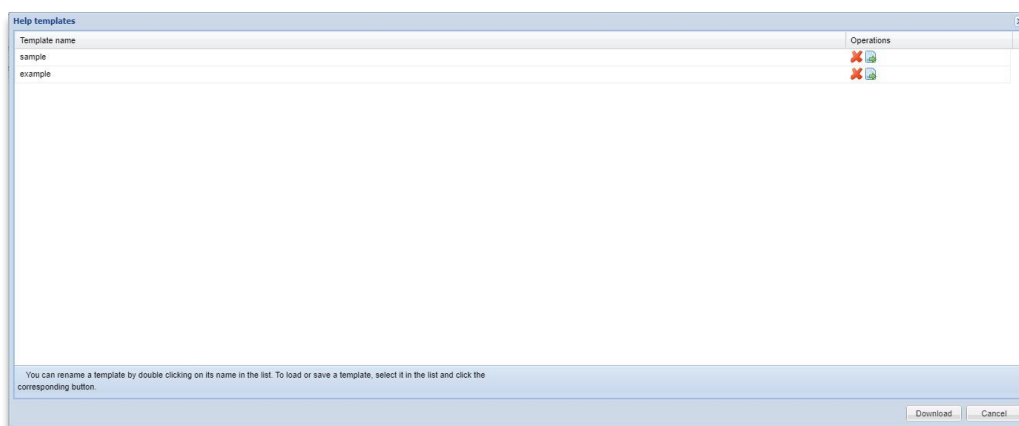 Help templates
Template name Operations
sample
example
You can rename a template by double clicking on its name in the list. To load or save a template, select it in the list and click the
corresponding button.
Download Cancel